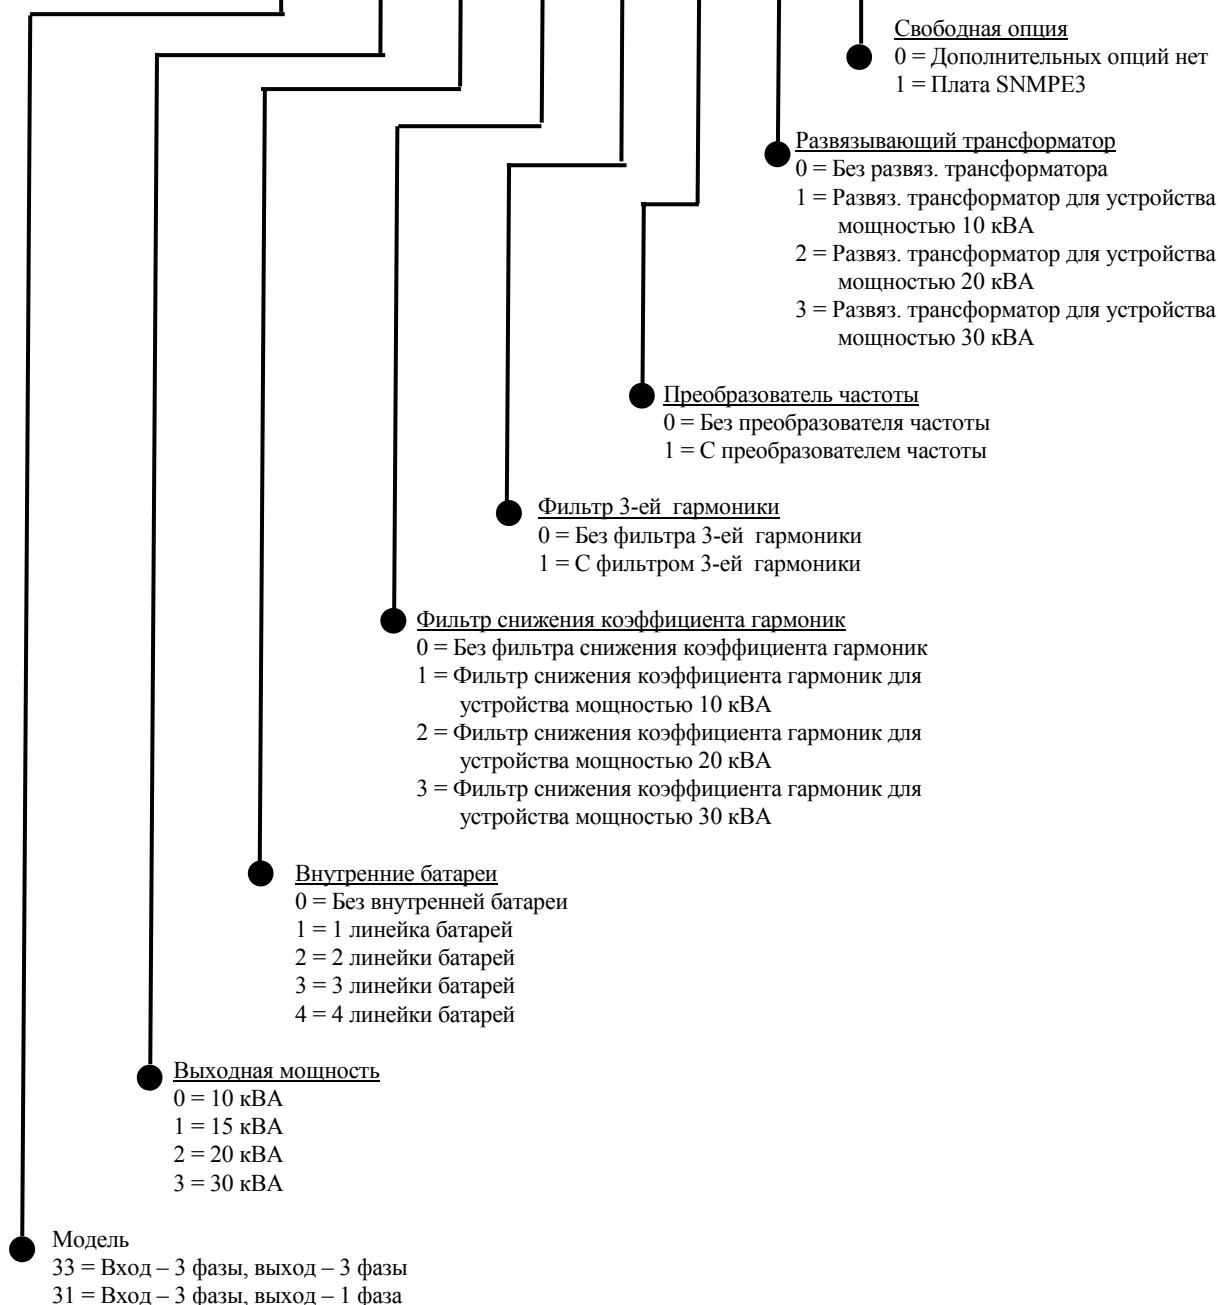 Свободная опция
0 = Дополнительных опций нет
1 = Плата SNMPE3
Развязывающий трансформатор
0 = Без развяз. трансформатора
1 = Развяз. трансформатор для устройства
мощностью 10 кВА
2 = Развяз. трансформатор для устройства
мощностью 20 кВА
3 = Развяз. трансформатор для устройства
мощностью 30 кВА
Преобразователь частоты
0 = Без преобразователя частоты
1 = С преобразователем частоты
Фильтр 3-ей гармоники
0 = Без фильтра 3-ей гармоники
1 = С фильтром 3-ей гармоники
Фильтр снижения коэффициента гармоник
0 = Без фильтра снижения коэффициента гармоник
1 = Фильтр снижения коэффициента гармоник для
устройства мощностью 10 кВА
2 = Фильтр снижения коэффициента гармоник для
устройства мощностью 20 кВА
3 = Фильтр снижения коэффициента гармоник для
устройства мощностью 30 кВА
Внутренние батареи
0 = Без внутренней батареи
1 = 1 линейка батарей
2 = 2 линейки батарей
3 = 3 линейки батарей
4 = 4 линейки батарей
Выходная мощность
0 = 10 кВА
1 = 15 кВА
2 = 20 кВА
3 = 30 кВА
Модель
33 = Вход – 3 фазы, выход – 3 фазы
31 = Вход – 3 фазы, выход – 1 фаза